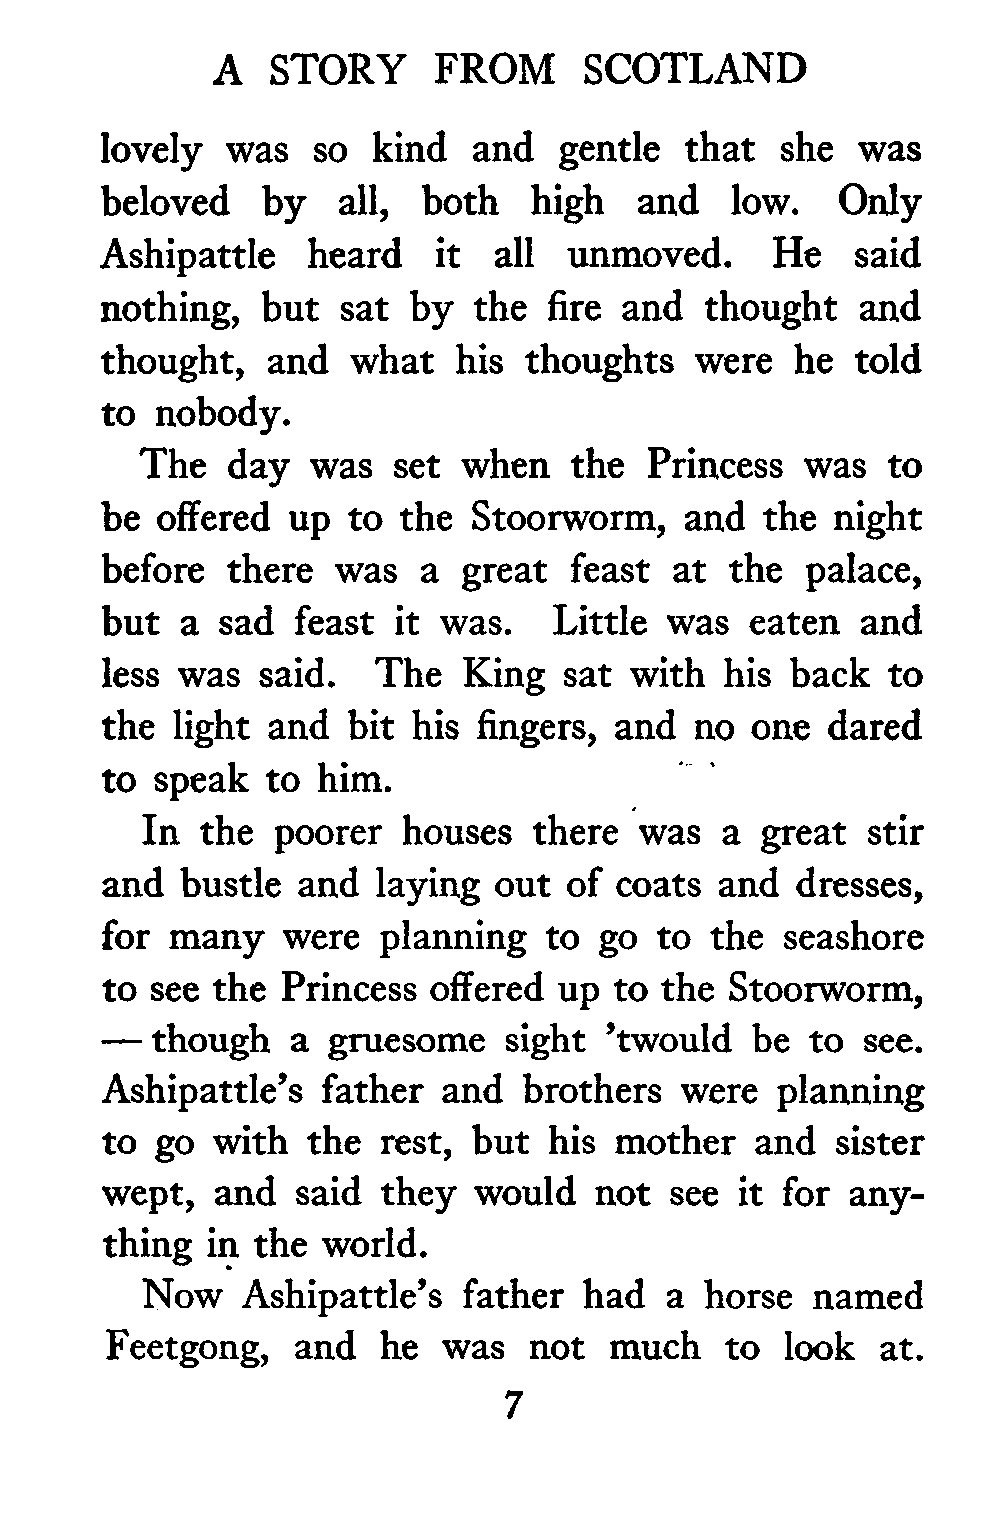 A STORY FROM SCOTLAND
lovely was so kind and gentle that she was
beloved by all, both high and low. Only
Ashipattle heard it all unmoved. He said
nothing, but sat by the fire and thought and
thought, and what his thoughts were he told
to nobody.
The day was set when the Princess was to
be offered up to the Stoorworm, and the night
before there was a great feast at the palace,
but a sad feast it was. Little was eaten and
less was said. The King sat with his back to
the light and bit his fingers, and no one dared
to speak to him.
In the poorer houses there was a great stir
and bustle and laying out of coats and dresses,
for many were planning to go to the seashore
to see the Princess offered up to the Stoorworm,
— though a gruesome sight ’twould be to see.
Ashipattle’s father and brothers were planning
to go with the rest, but his mother and sister
wept, and said they would not see it for any-
thing in the world.
Now Ashipattle’s father had a horse named
Feetgong, and he was not much to look at.
7